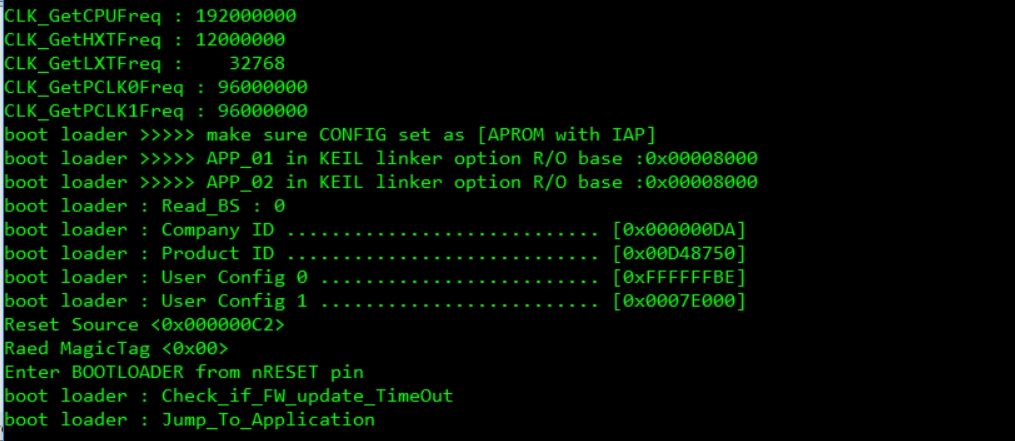 CLK_GetCPUFreq : 192000000
CLK_GetHXTFreq : 12000000
CLK_GetLXTFreq :    32768
CLK_GetPCLK0Freq : 96000000
CLK_GetPCLK1Freq : 96000000
boot loader >>>>> make sure CONFIG set as [APROM with IAP]
boot loader >>>>> APP_01 in KEIL linker option R/O base :0x00008000
boot loader >>>>> APP_02 in KEIL linker option R/O base :0x00008000
boot loader : Read_BS : 0
boot loader : Company ID ............................ [0x000000DA]
boot loader : Product ID ............................ [0x00D48750]
boot loader : User Config 0 ......................... [0xFFFFFFBE]
boot loader : User Config 1 ......................... [0x0007E000]
Reset Source <0x000000C2>
Raed MagicTag <0x00>
Enter BOOTLOADER from nRESET pin
boot loader : Check_if_FW_update_TimeOut
boot loader : Jump_To_Application